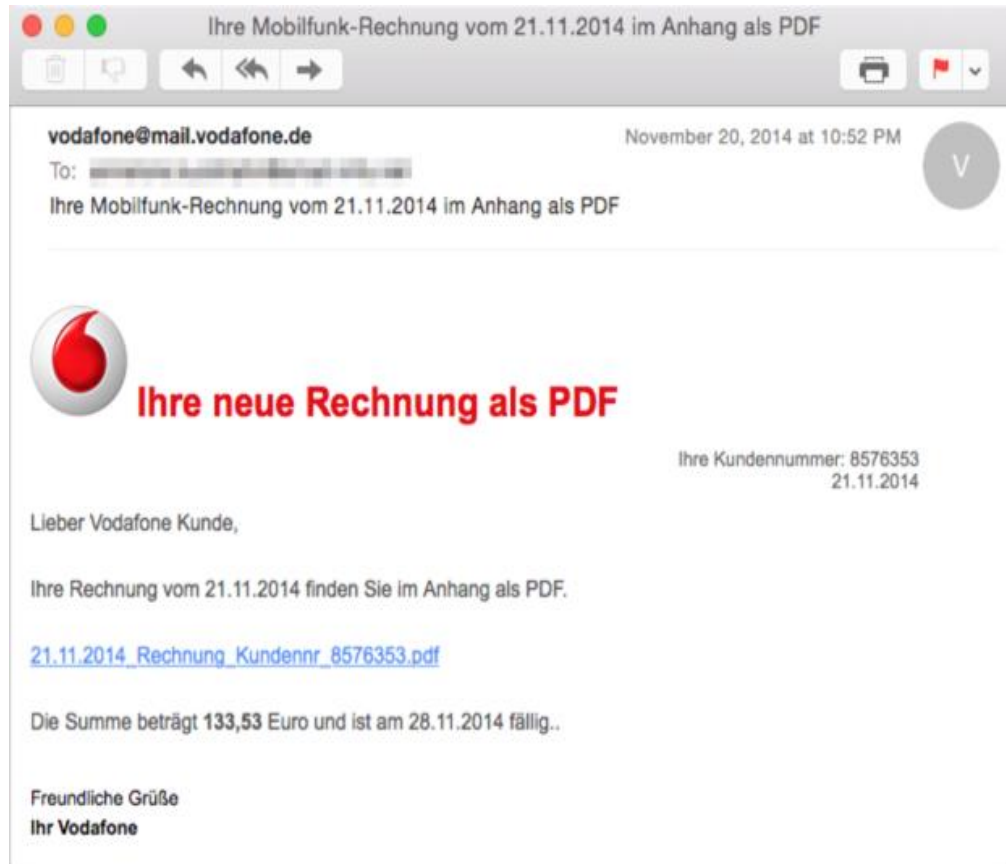 Ihre Mobilfunk-Rechnung vom 21.11.2014 im Anhang als PDF
vodafone@mail.vodafone.de
November 20, 2014 at 10:52 PM
To:
V
Ihre Mobilfunk-Rechnung vom 21.11.2014 im Anhang als PDF
Ihre neue Rechnung als PDF
Ihre Kundennummer: 8576353
21.11.2014
Lieber Vodafone Kunde,
Ihre Rechnung vom 21.11.2014 finden Sie im Anhang als PDF.
21.11.2014_Rechnung_Kundennr_8576353.pdf
Die Summe beträgt 133,53 Euro und ist am 28.11.2014 fällig..
Freundliche Grüße
Ihr Vodafone